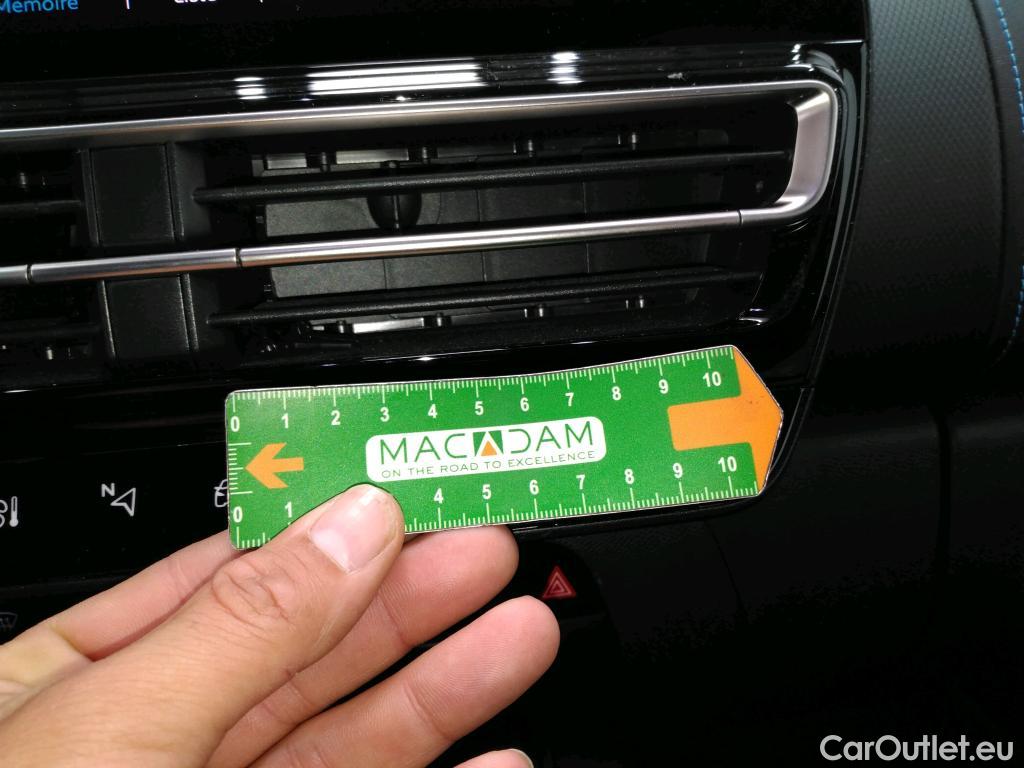 Mémoire
0 1 2 3 4 5 6 7 8 9 10
MACADAM
ON THE ROAD TO EXCELLENCE
0 1 4 5 6 7 8 9 10
N
CarOutlet.eu